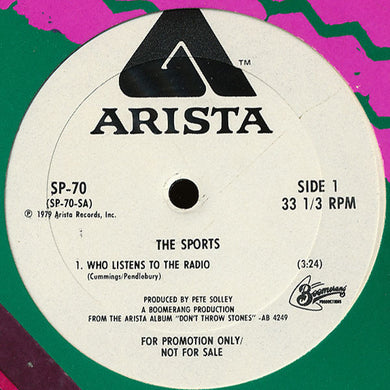 ™
ARISTA
SP-70
(SP-70-SA)
℗ 1979 Arista Records, Inc.
SIDE 1
33 1/3 RPM
THE SPORTS
1. WHO LISTENS TO THE RADIO (3:24)
(Cummings/Pendlebury)
Boomerang
PRODUCTIONS
PRODUCED BY PETE SOLLEY
A BOOMERANG PRODUCTION
FROM THE ARISTA ALBUM "DON'T THROW STONES" -AB 4249
FOR PROMOTION ONLY/
NOT FOR SALE